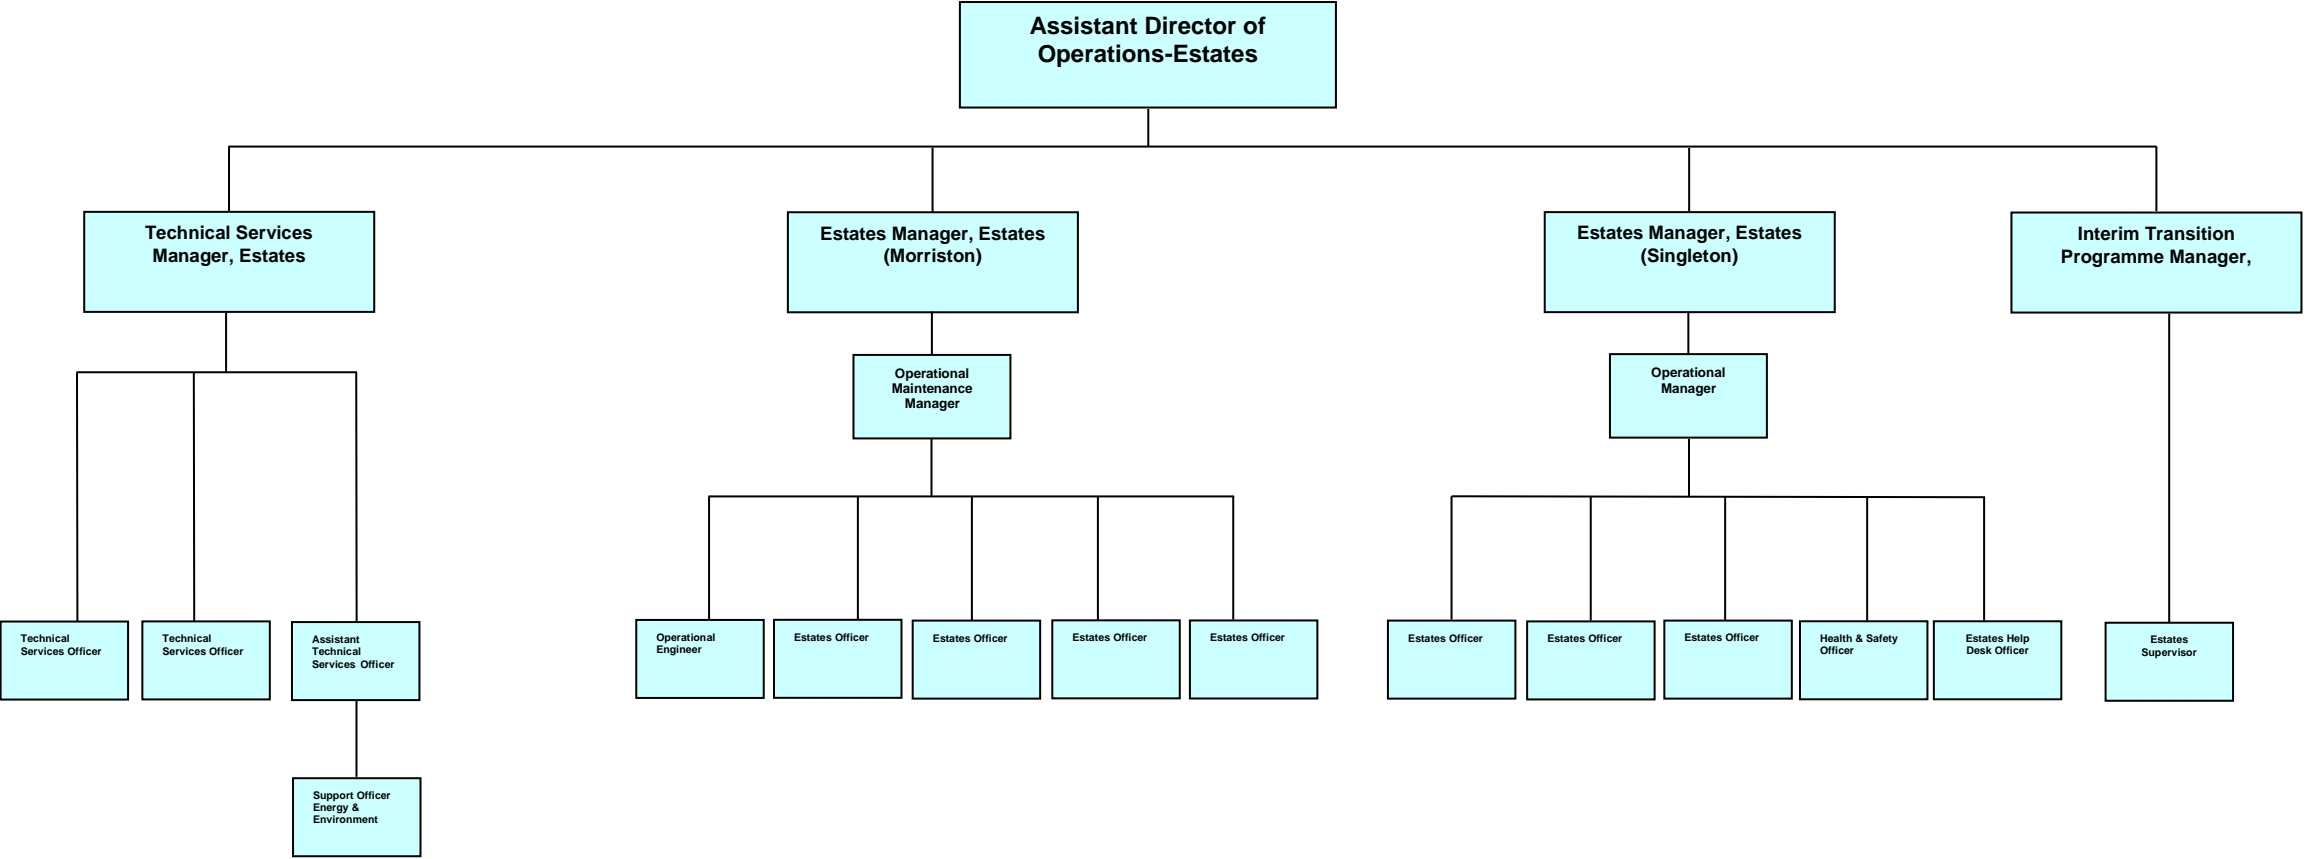 Assistant Director of
Operations-Estates
Technical Services
Manager, Estates
Estates Manager, Estates
(Morriston)
Estates Manager, Estates
(Singleton)
Interim Transition
Programme Manager,
Operational
Maintenance
Manager
Operational
Manager
Technical
Services Officer
Technical
Services Officer
Assistant
Technical
Services Officer
Operational
Engineer
Estates Officer
Estates Officer
Estates Officer
Estates Officer
Estates Officer
Estates Officer
Estates Officer
Health & Safety
Officer
Estates Help
Desk Officer
Estates
Supervisor
Support Officer
Energy &
Environment